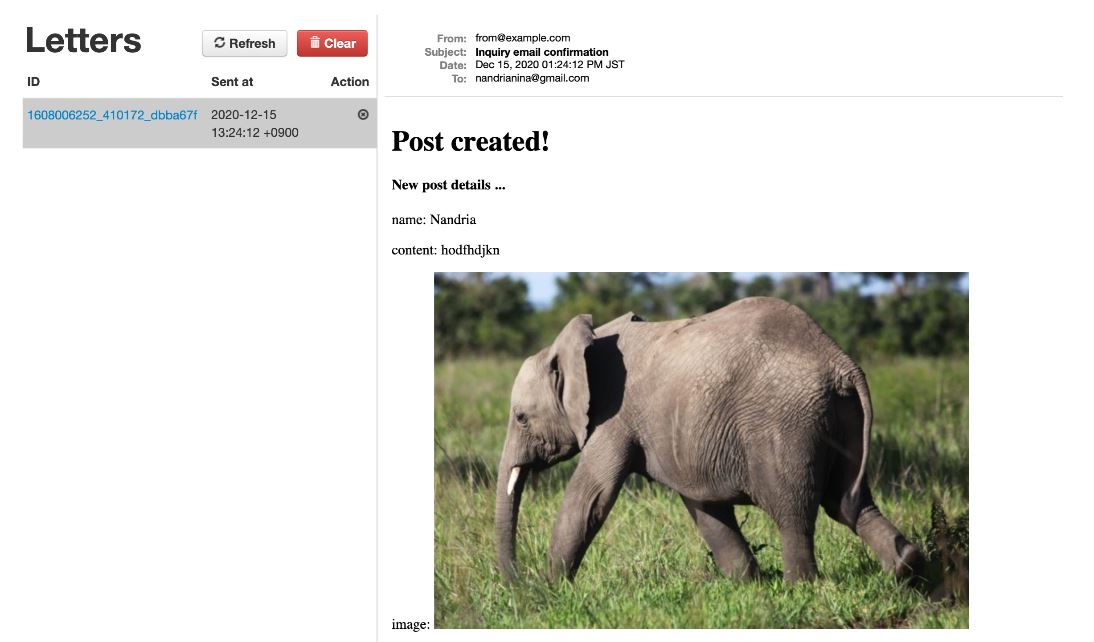 Letters
Refresh
Clear
ID Sent at Action
1608006252_410172_dbba67f 2020-12-15
13:24:12 +0900
From: from@example.com
Subject: Inquiry email confirmation
Date: Dec 15, 2020 01:24:12 PM JST
To: nandrianina@gmail.com
Post created!
New post details ...
name: Nandria
content: hodfhdjkn
image: